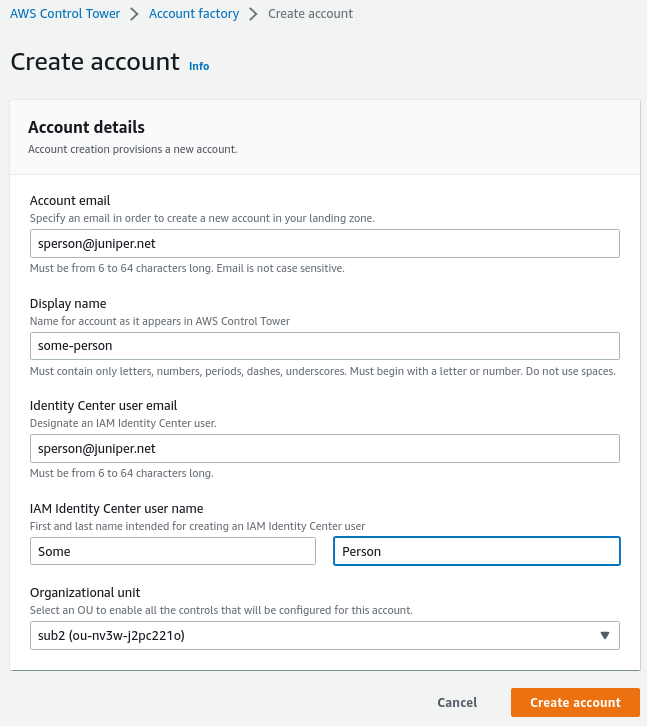 AWS Control Tower > Account factory > Create account
Create account Info
Account details
Account creation provisions a new account.
Account email
Specify an email in order to create a new account in your landing zone.
sperson@juniper.net
Must be from 6 to 64 characters long. Email is not case sensitive.
Display name
Name for account as it appears in AWS Control Tower
some-person
Must contain only letters, numbers, periods, dashes, underscores. Must begin with a letter or number. Do not use spaces.
Identity Center user email
Designate an IAM Identity Center user.
sperson@juniper.net
Must be from 6 to 64 characters long.
IAM Identity Center user name
First and last name intended for creating an IAM Identity Center user
Some Person
Organizational unit
Select an OU to enable all the controls that will be configured for this account.
sub2 (ou-nv3w-j2pc221o)
Cancel Create account